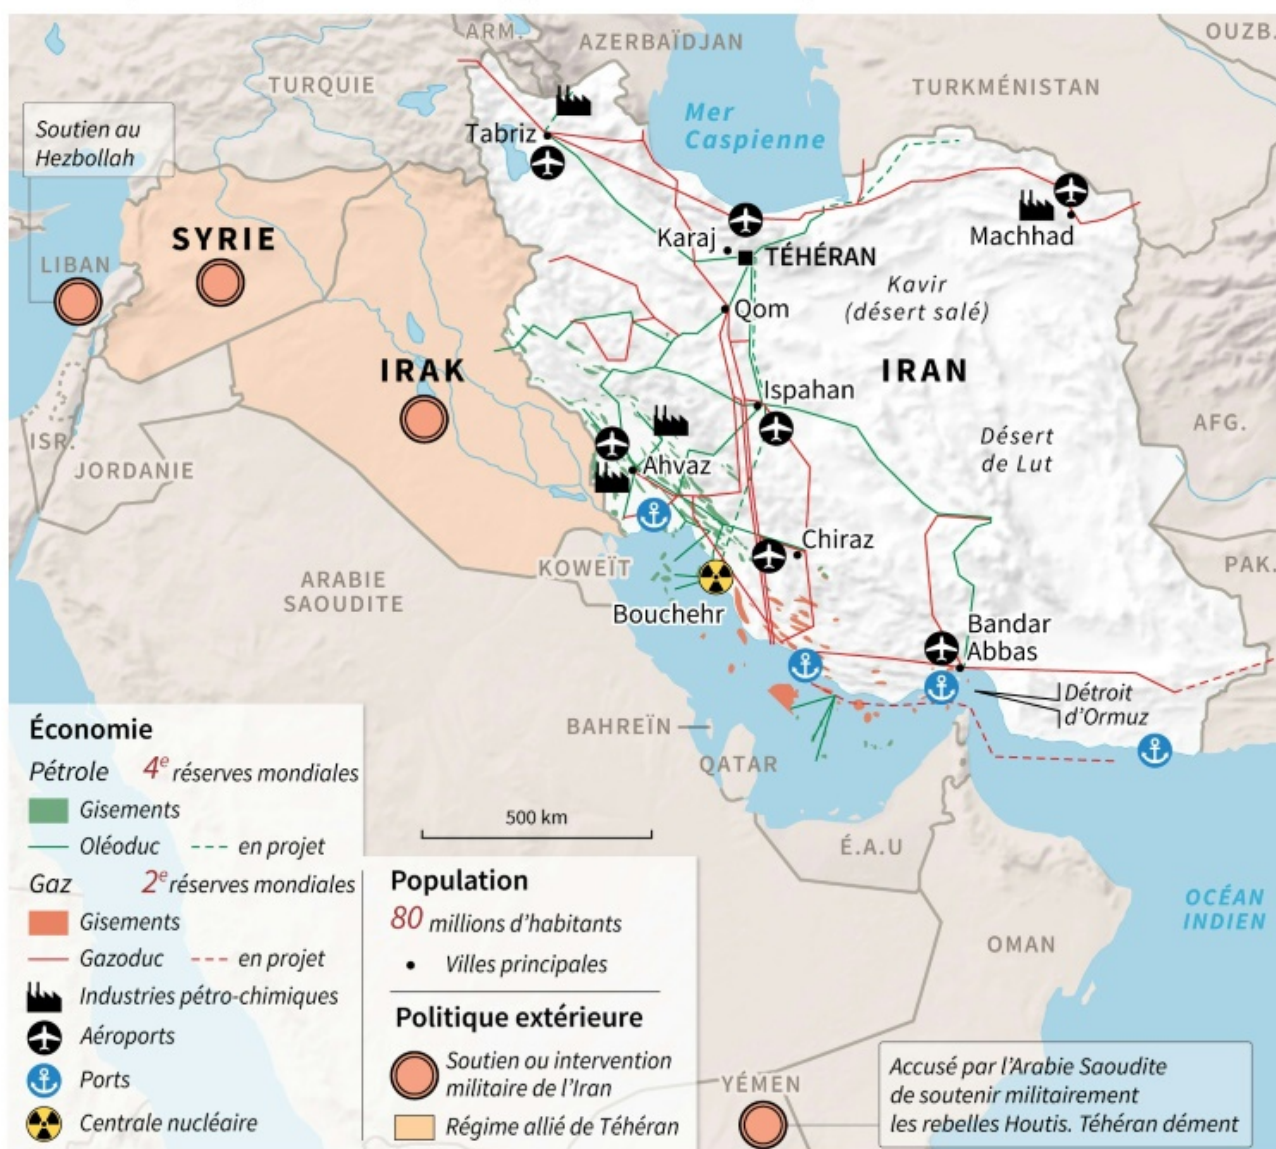 ARM.
AZERBAÏDJAN
OUZB.
TURQUIE
TURKMÉNISTAN
Mer
Caspienne
Soutien au
Hezbollah
Tabriz
SYRIE
LIBAN
Karaj
TÉHÉRAN
Machhad
Kavir
(désert salé)
Qom
IRAK
IRAN
Ispahan
AFG.
ISR.
JORDANIE
Désert
de Lut
Ahvaz
Chiraz
KOWEÏT
PAK.
ARABIE
SAOUDITE
Bouchehr
Bandar
Abbas
Détroit
d'Ormuz
BAHREÏN
QATAR
É.A.U
OCÉAN
INDIEN
OMAN
YÉMEN
500 km
Économie
Pétrole 4e réserves mondiales
Gisements
Oléoduc en projet
Gaz 2e réserves mondiales
Gisements
Gazoduc en projet
Industries pétro-chimiques
Aéroports
Ports
Centrale nucléaire
Population
80 millions d'habitants
Villes principales
Politique extérieure
Soutien ou intervention
militaire de l'Iran
Régime allié de Téhéran
Accusé par l'Arabie Saoudite
de soutenir militairement
les rebelles Houtis. Téhéran dément